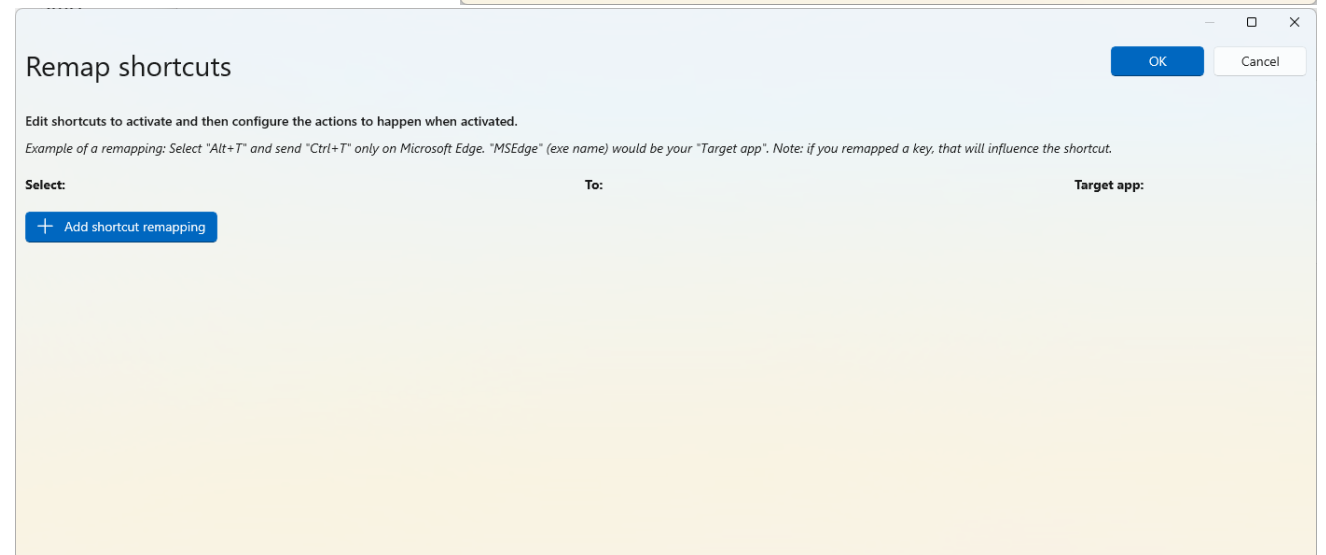 Remap shortcuts
OK
Cancel
Edit shortcuts to activate and then configure the actions to happen when activated.
Example of a remapping: Select "Alt+T" and send "Ctrl+T" only on Microsoft Edge. "MSEdge" (exe name) would be your "Target app". Note: if you remapped a key, that will influence the shortcut.
Select:
To:
Target app:
Add shortcut remapping